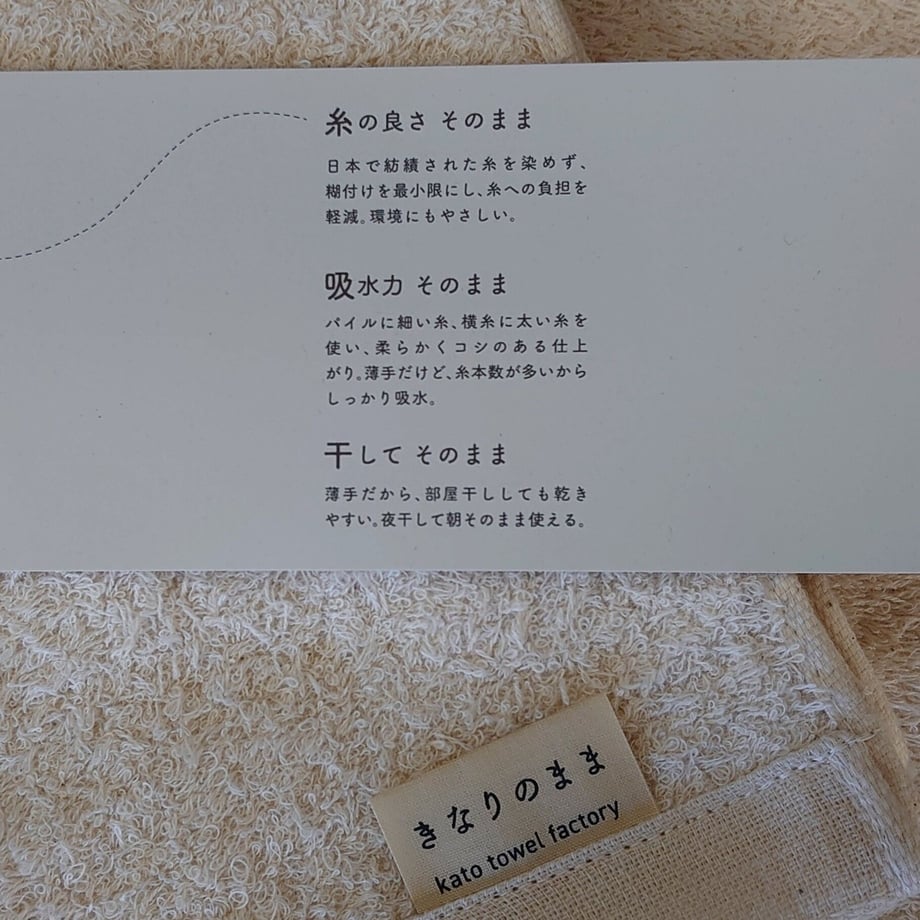 糸の良さ そのまま
日本で紡績された糸を染めず、
糊付けを最小限にし、糸への負担を
軽減。環境にもやさしい。
吸水力 そのまま
パイルに細い糸、横糸に太い糸を
使い、柔らかくコシのある仕上
がり。薄手だけど、糸本数が多いから
しっかり吸水。
干して そのまま
薄手だから、部屋干ししても乾き
やすい。夜干して朝そのまま使える。
きなりのまま
kato towel factory